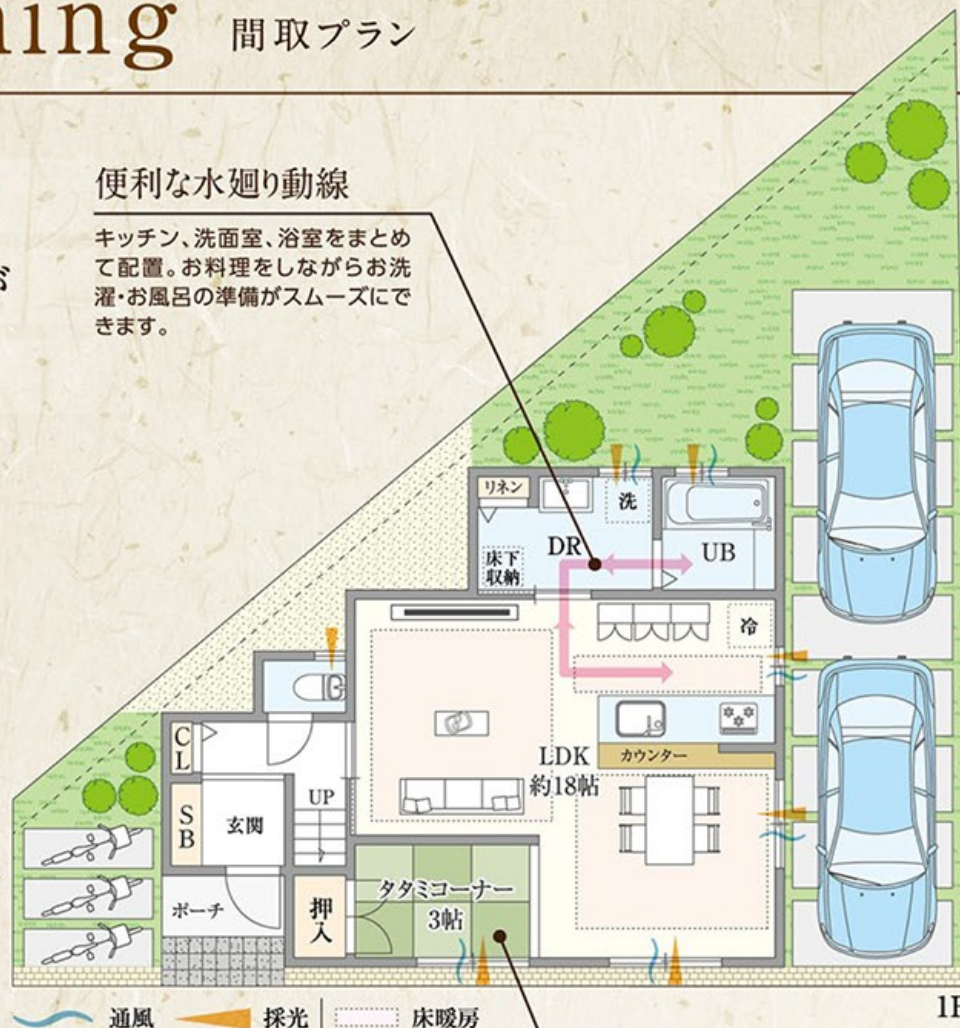 ning 間取プラン
便利な水廻り動線
キッチン、洗面室、浴室をまとめ
て配置。お料理をしながらお洗
濯・お風呂の準備がスムーズにで
きます。
が
リネン
洗
DR
UB
床下
収納
冷
CL
LDK
約18帖
カウンター
UP
SB
玄関
タタミコーナー
3帖
押入
ポーチ
1F
通風 採光 床暖房